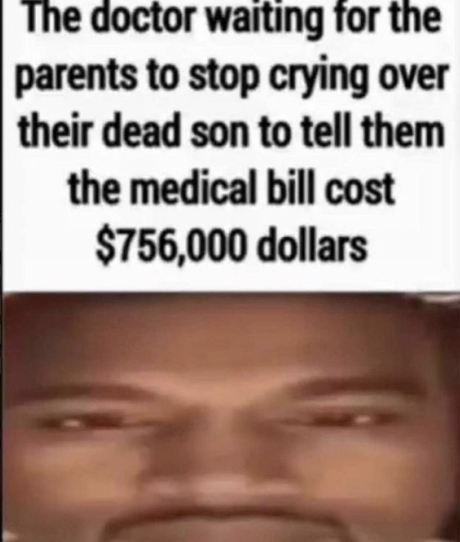 The doctor waiting for the
parents to stop crying over
their dead son to tell them
the medical bill cost
$756,000 dollars